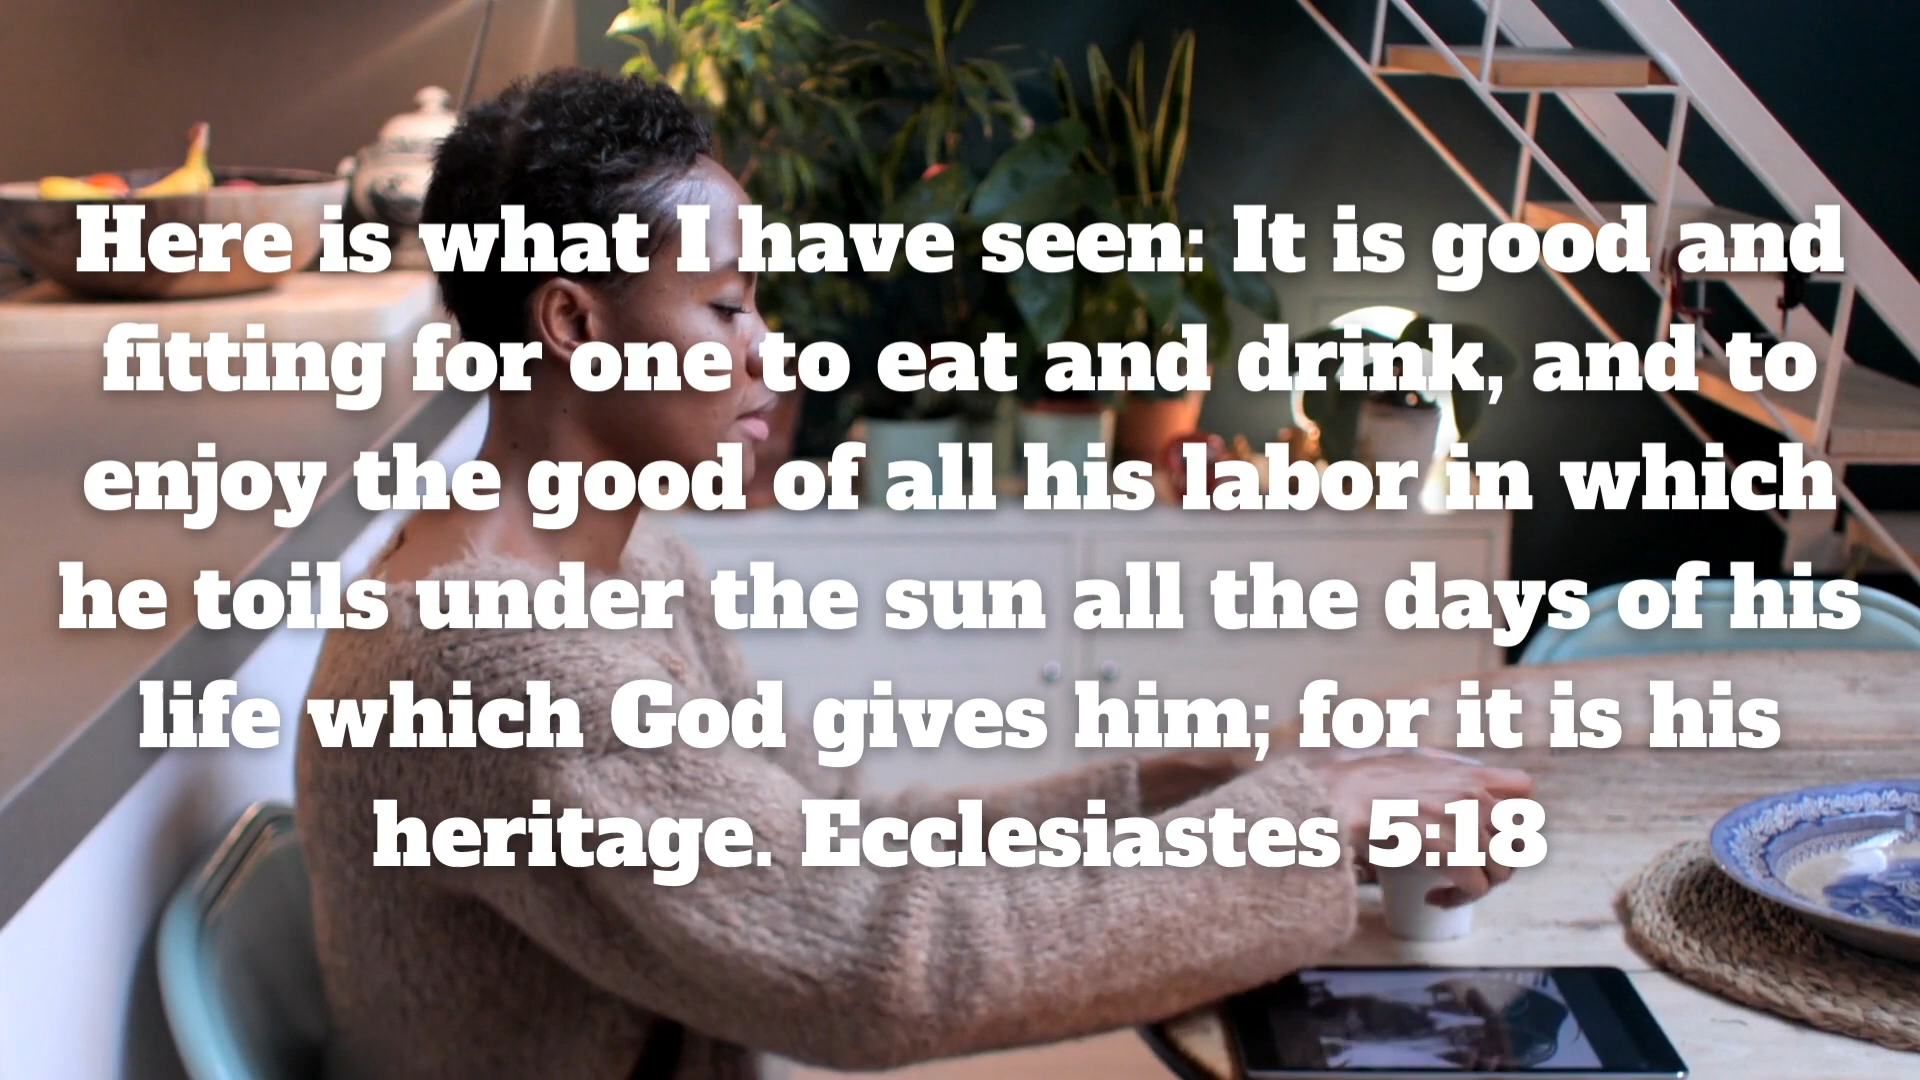 Here is what I have seen: It is good and
fitting for one to eat and drink, and to
enjoy the good of all his labor in which
he toils under the sun all the days of his
life which God gives him; for it is his
heritage. Ecclesiastes 5:18